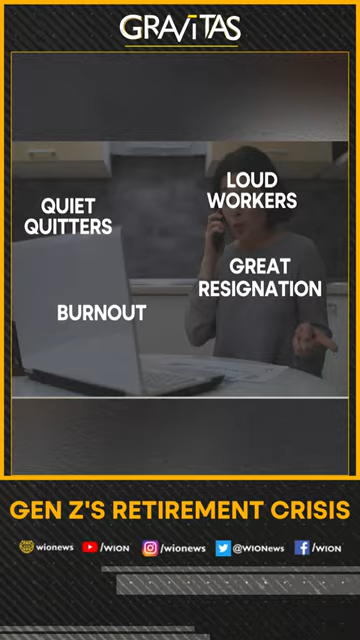 GRAVITAS
LOUD
WORKERS
QUIET
QUITTERS
GREAT
RESIGNATION
BURNOUT
GEN Z'S RETIREMENT CRISIS
wionews /WION /wionews @WIONews /WION